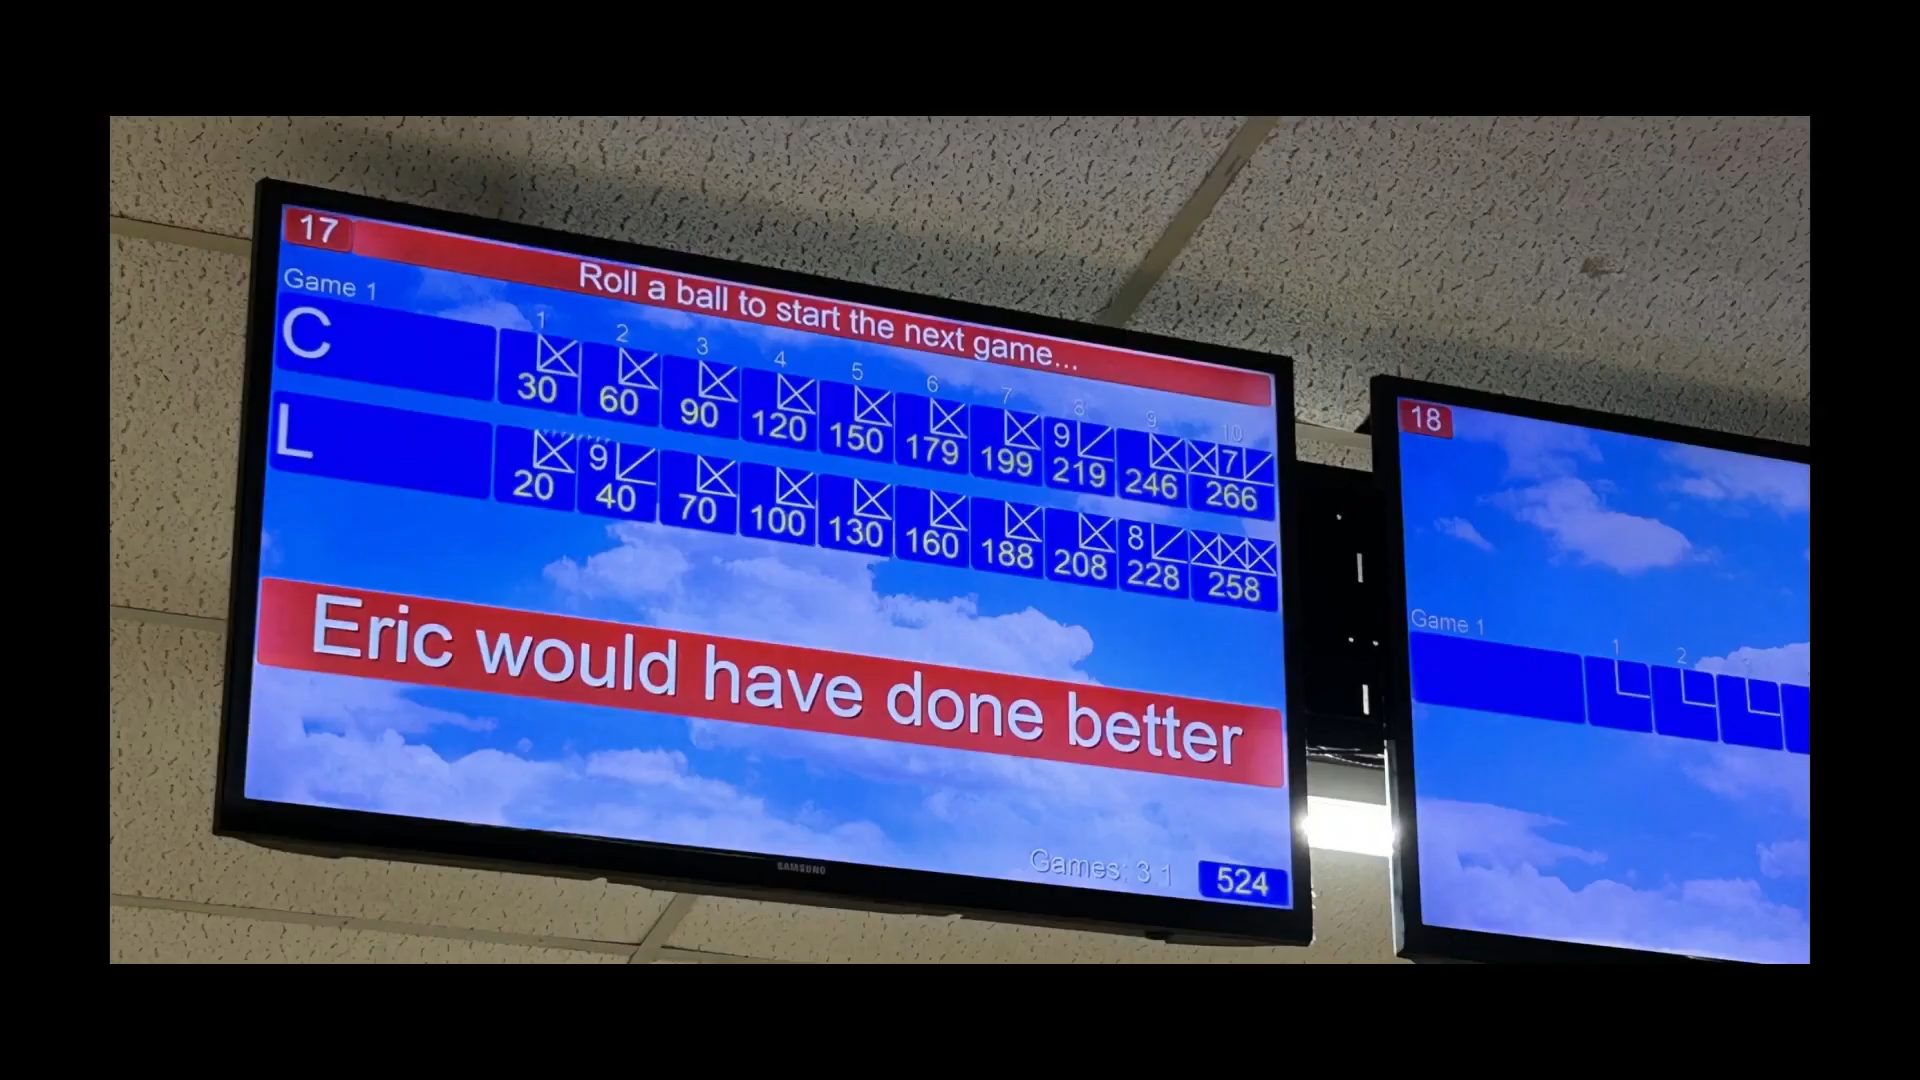 17
Roll a ball to start the next game...
Game 1
1 2 3 4 5 6 7 8 9 10
C
X X X X X X X 9 / X X 7 /
30 60 90 120 150 179 199 219 246 266
L
X 9 / X X X X X X 8 / X X X
20 40 70 100 130 160 188 208 228 258
Eric would have done better
Games: 3 1 524
SAMSUNG
18
Game 1
1 2 3